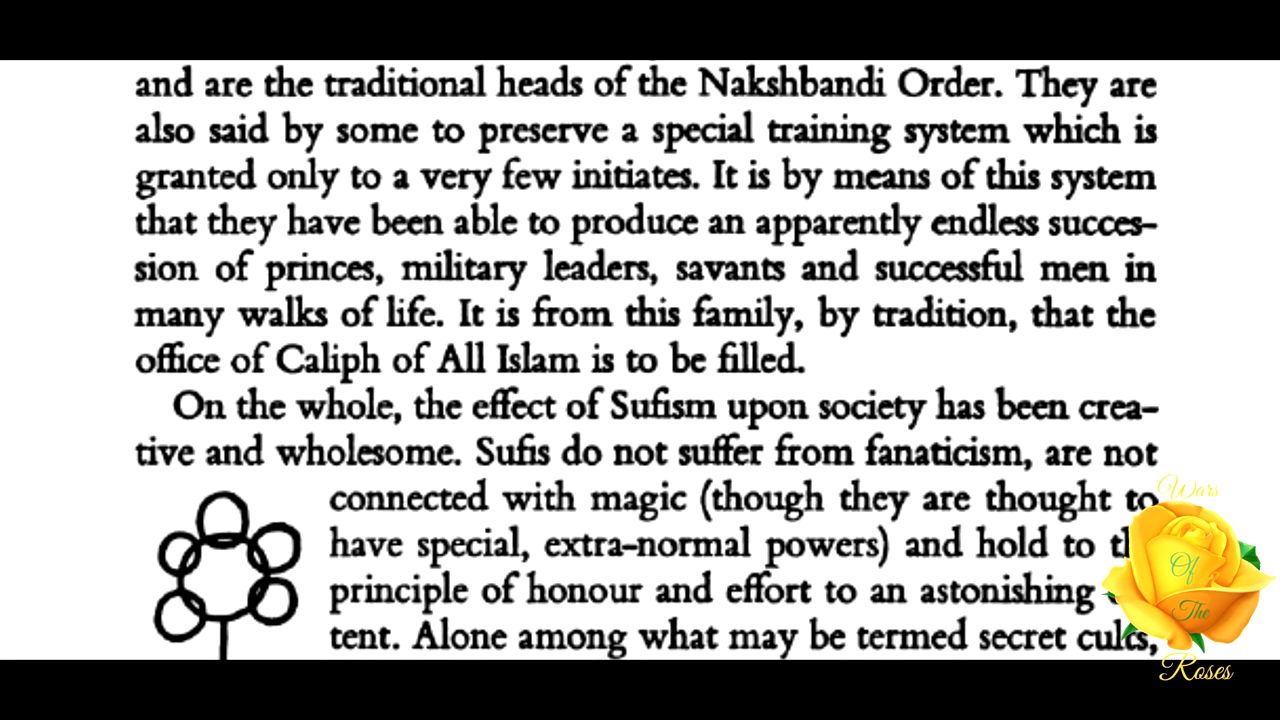 and are the traditional heads of the Nakshbandi Order. They are
also said by some to preserve a special training system which is
granted only to a very few initiates. It is by means of this system
that they have been able to produce an apparently endless succes-
sion of princes, military leaders, savants and successful men in
many walks of life. It is from this family, by tradition, that the
office of Caliph of All Islam is to be filled.
On the whole, the effect of Sufism upon society has been crea-
tive and wholesome. Sufis do not suffer from fanaticism, are not
connected with magic (though they are thought to
have special, extra-normal powers) and hold to
principle of honour and effort to an astonishing
tent. Alone among what may be termed secret cults,
Wars
Of
The
Roses